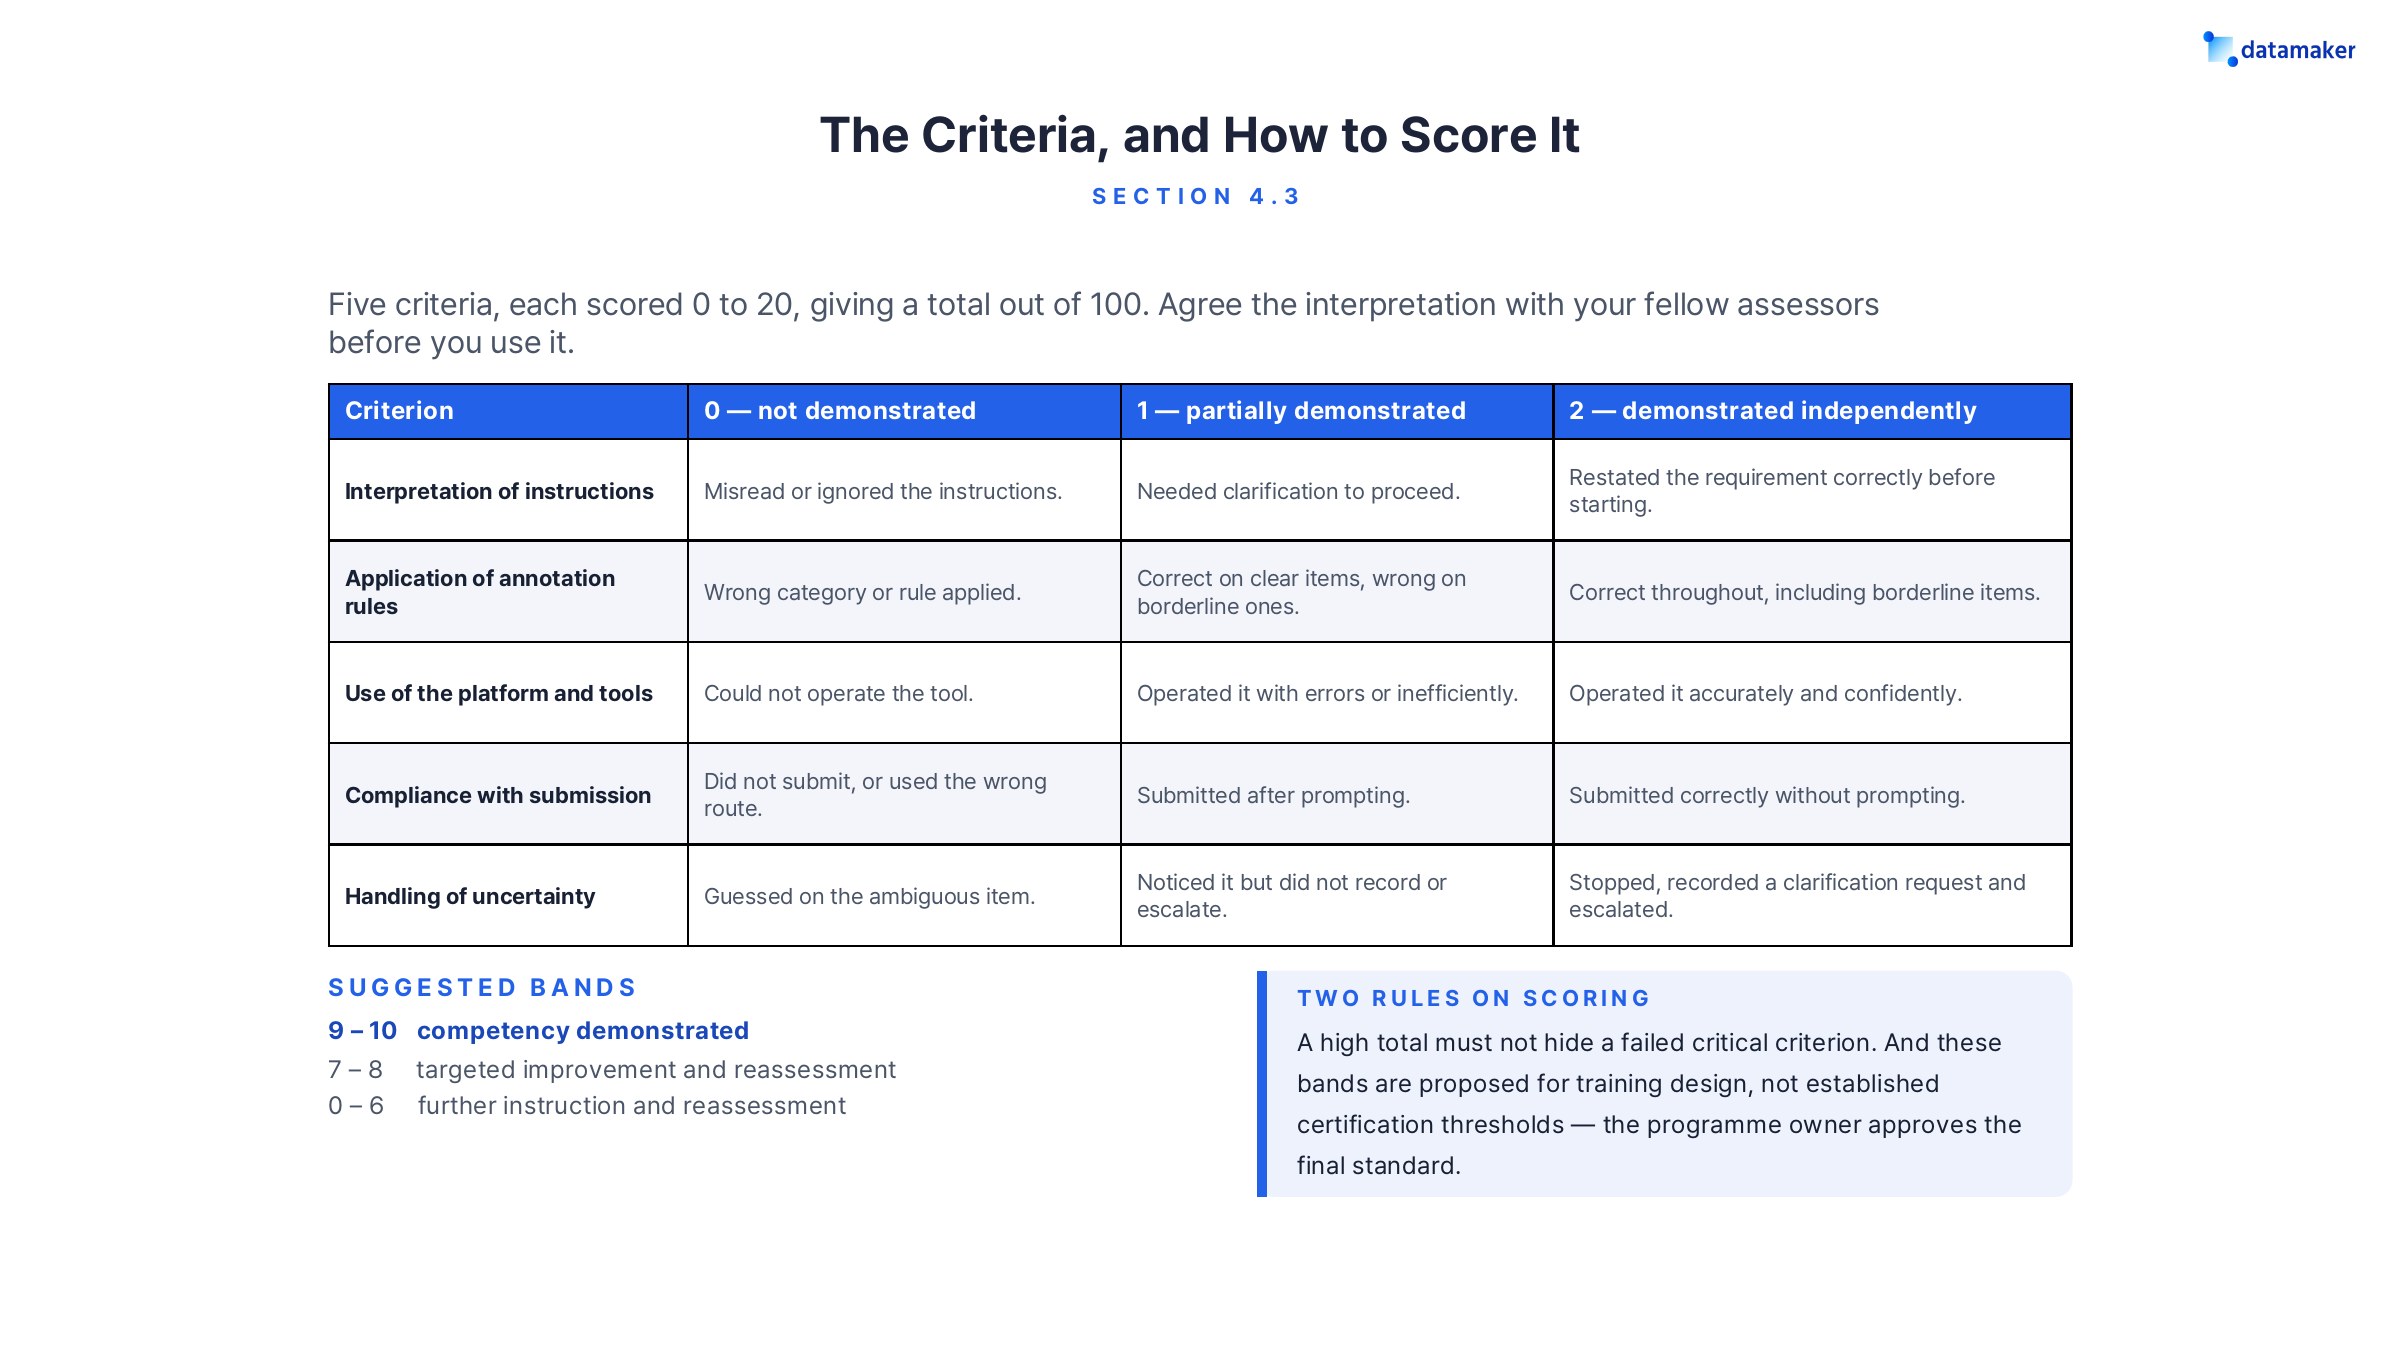 datamaker
The Criteria, and How to Score It
SECTION 4.3
Five criteria, each scored 0 to 20, giving a total out of 100. Agree the interpretation with your fellow assessors
before you use it.
Criterion
0 — not demonstrated
1 — partially demonstrated
2 — demonstrated independently
Interpretation of instructions
Misread or ignored the instructions.
Needed clarification to proceed.
Restated the requirement correctly before
starting.
Application of annotation
rules
Wrong category or rule applied.
Correct on clear items, wrong on
borderline ones.
Correct throughout, including borderline items.
Use of the platform and tools
Could not operate the tool.
Operated it with errors or inefficiently.
Operated it accurately and confidently.
Compliance with submission
Did not submit, or used the wrong
route.
Submitted after prompting.
Submitted correctly without prompting.
Handling of uncertainty
Guessed on the ambiguous item.
Noticed it but did not record or
escalate.
Stopped, recorded a clarification request and
escalated.
SUGGESTED BANDS
9 – 10 competency demonstrated
7 – 8 targeted improvement and reassessment
0 – 6 further instruction and reassessment
TWO RULES ON SCORING
A high total must not hide a failed critical criterion. And these
bands are proposed for training design, not established
certification thresholds — the programme owner approves the
final standard.